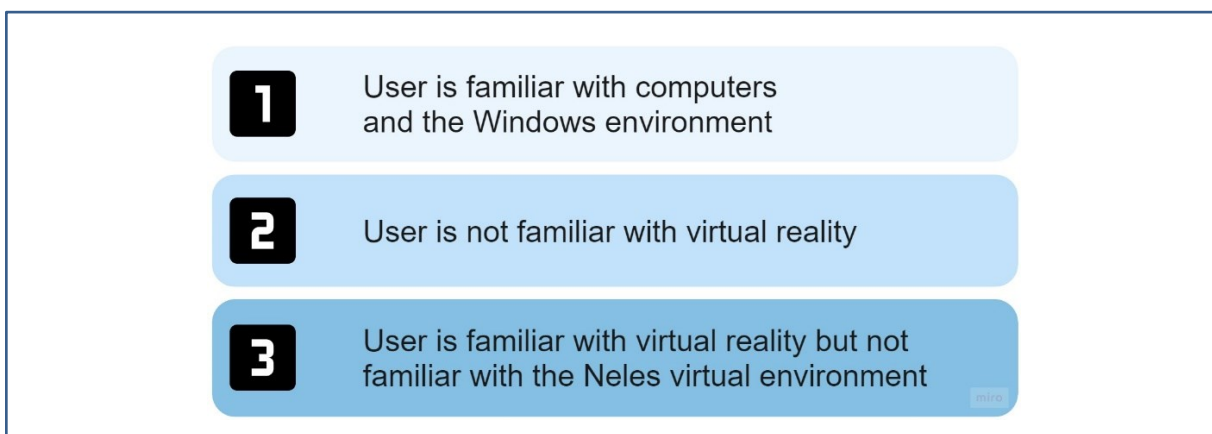 1
User is familiar with computers
and the Windows environment
2
User is not familiar with virtual reality
3
User is familiar with virtual reality but not
familiar with the Neles virtual environment
miro